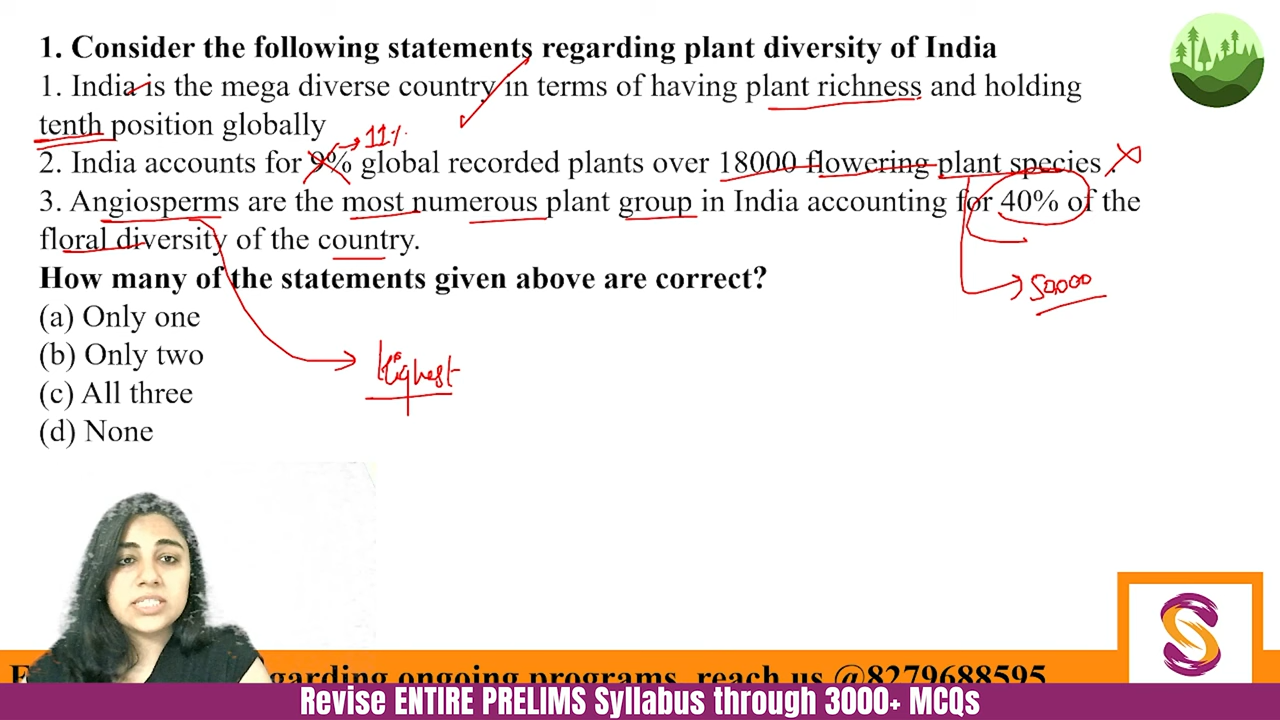 1. Consider the following statements regarding plant diversity of India
1. India is the mega diverse country in terms of having plant richness and holding
tenth position globally
11%
2. India accounts for 9% global recorded plants over 18000 flowering plant species .
3. Angiosperms are the most numerous plant group in India accounting for 40% of the
floral diversity of the country.
How many of the statements given above are correct?
50,000
(a) Only one
(b) Only two
Highest
(c) All three
(d) None
garding ongoing programs, reach us @8279688595
Revise ENTIRE PRELIMS Syllabus through 3000+ MCQs